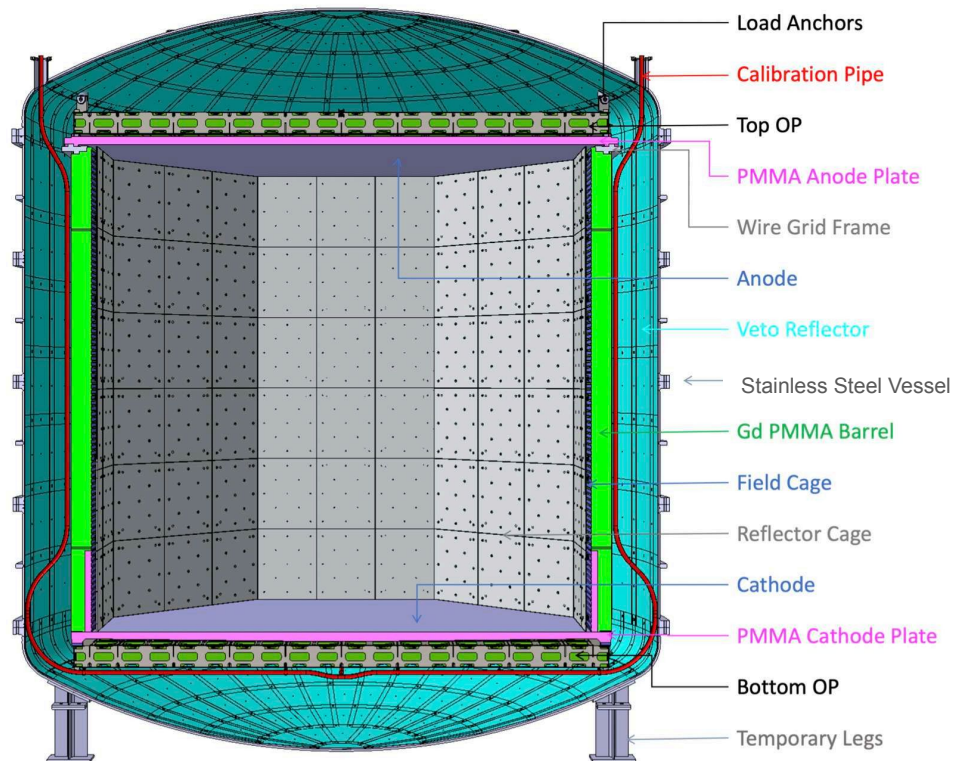 Load Anchors
Calibration Pipe
Top OP
PMMA Anode Plate
Wire Grid Frame
Anode
Veto Reflector
Stainless Steel Vessel
Gd PMMA Barrel
Field Cage
Reflector Cage
Cathode
PMMA Cathode Plate
Bottom OP
Temporary Legs